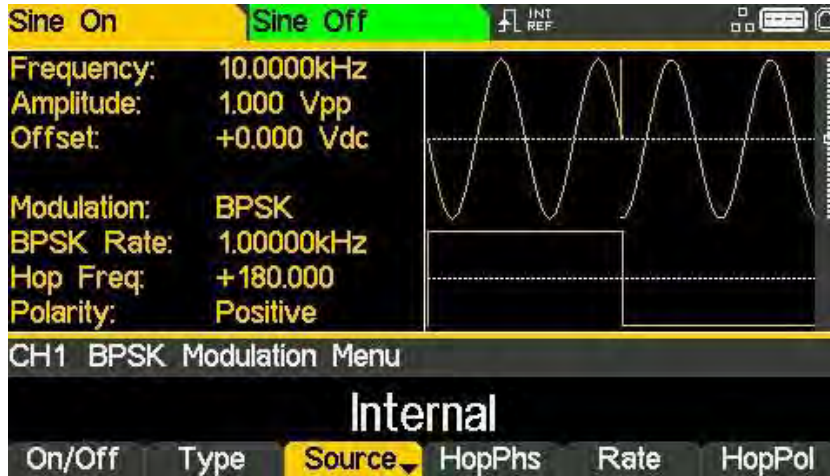 Sine On Sine Off INT
REF
Frequency: 10.0000kHz
Amplitude: 1.000 Vpp
Offset: +0.000 Vdc
Modulation: BPSK
BPSK Rate: 1.00000kHz
Hop Freq: +180.000
Polarity: Positive
CH1 BPSK Modulation Menu
Internal
On/Off Type Source HopPhs Rate HopPol